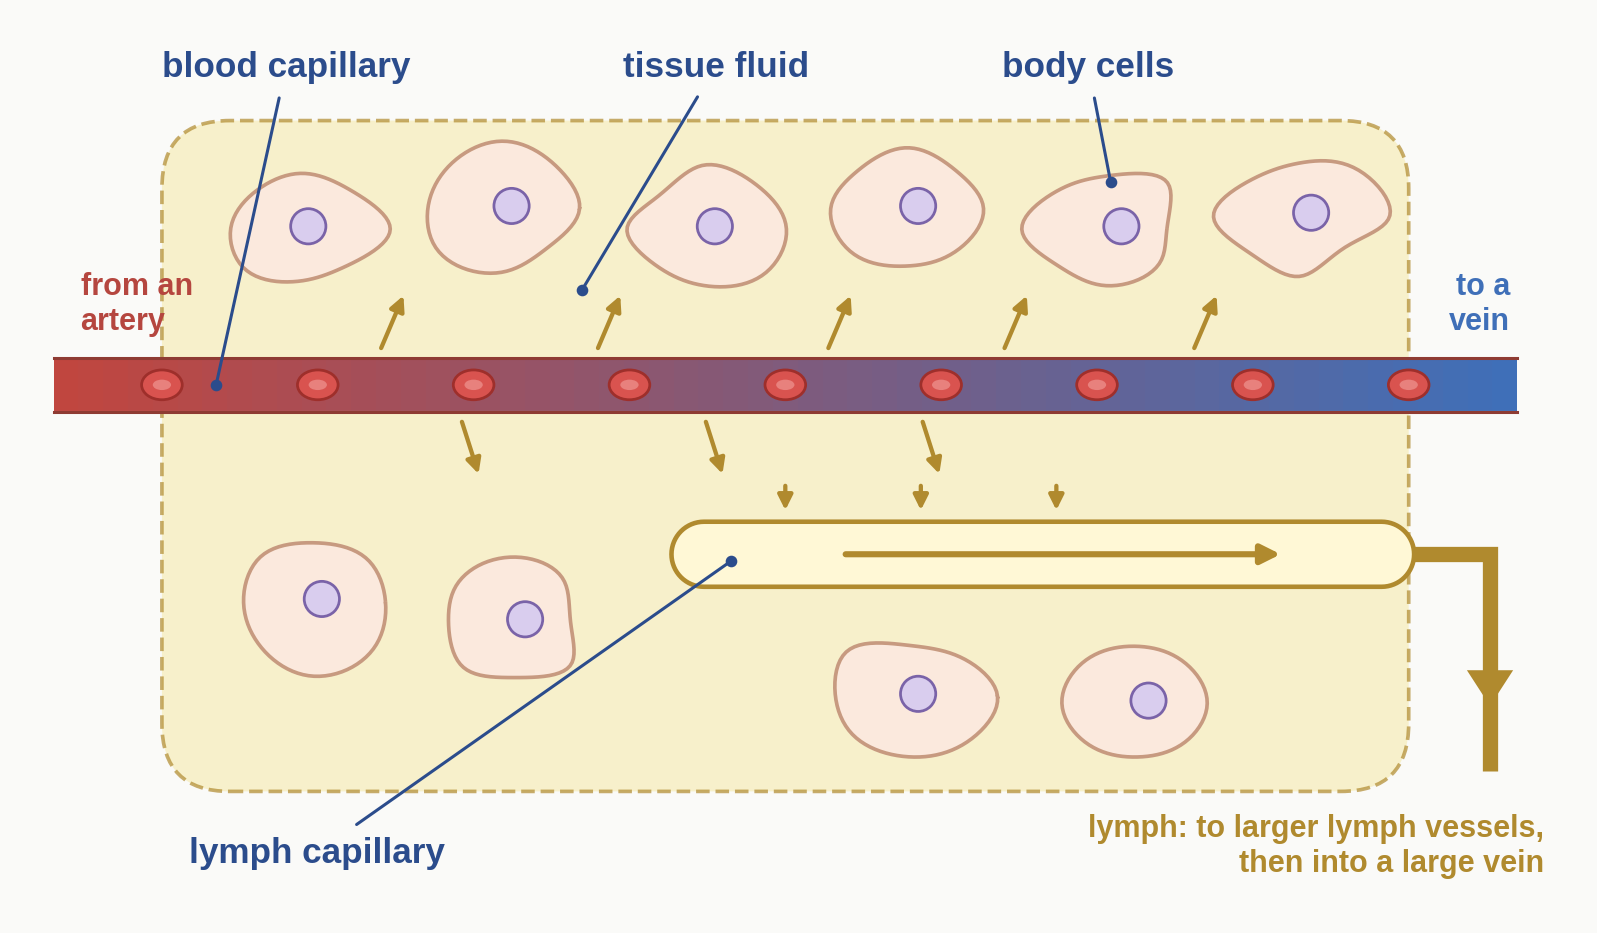 blood capillary
tissue fluid
body cells
from an
artery
to a
vein
lymph capillary
lymph: to larger lymph vessels,
then into a large vein